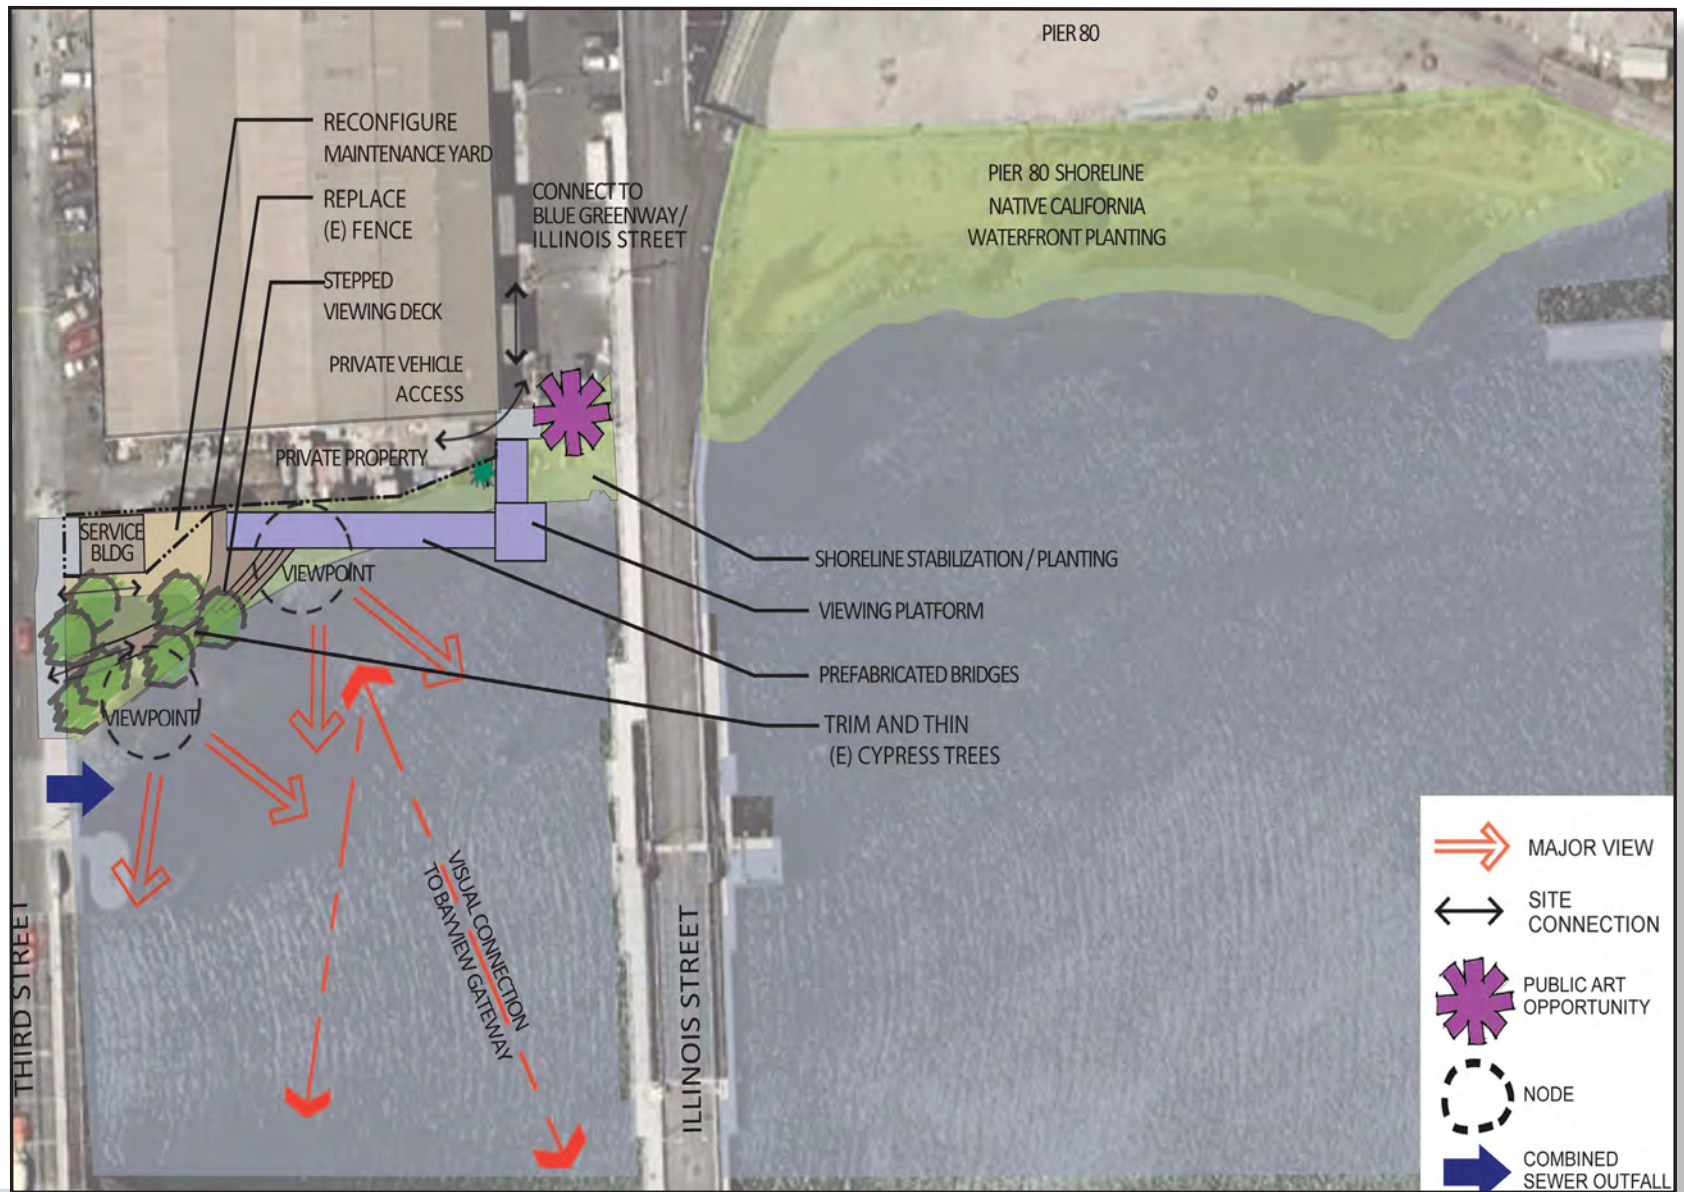 PIER 80
RECONFIGURE
MAINTENANCE YARD
REPLACE
(E) FENCE
STEPPED
VIEWING DECK
PRIVATE VEHICLE
ACCESS
CONNECT TO
BLUE GREENWAY/
ILLINOIS STREET
PIER 80 SHORELINE
NATIVE CALIFORNIA
WATERFRONT PLANTING
PRIVATE PROPERTY
SERVICE
BLDG
VIEWPOINT
VIEWPOINT
SHORELINE STABILIZATION / PLANTING
VIEWING PLATFORM
PREFABRICATED BRIDGES
TRIM AND THIN
(E) CYPRESS TREES
VISUAL CONNECTION
TO BAYVIEW GATEWAY
THIRD STREET
ILLINOIS STREET
MAJOR VIEW
SITE
CONNECTION
PUBLIC ART
OPPORTUNITY
NODE
COMBINED
SEWER OUTFALL